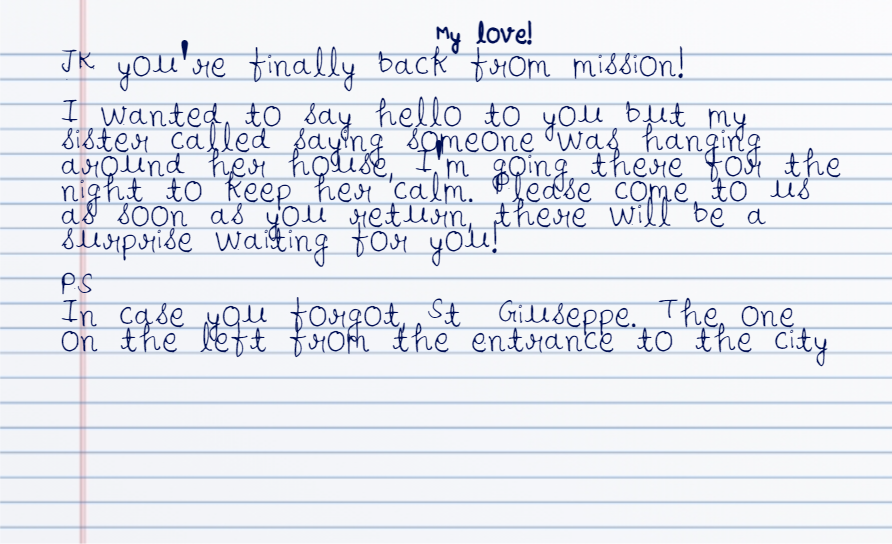 My love!
JK you're finally back from mission!
I wanted to say hello to you but my
sister called saying someone was hanging
around her house, I'm going there for the
night to keep her calm. Please come to us
as soon as you return, there will be a
surprise waiting for you!
PS
In case you forgot, St Giuseppe. The one
on the left from the entrance to the city